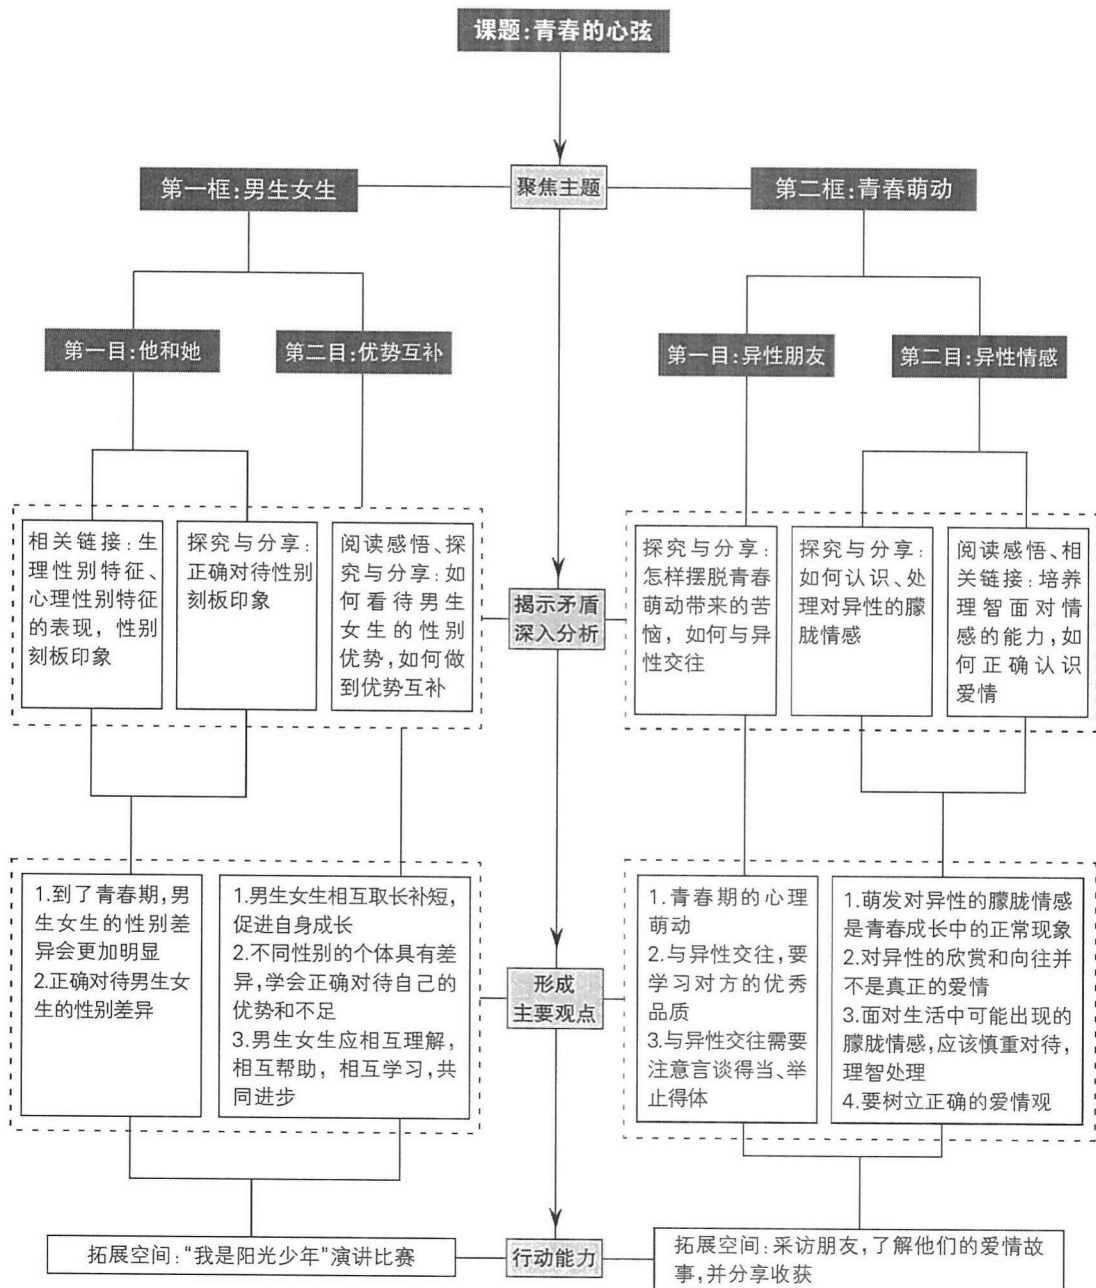 课题：青春的心弦
第一框：男生女生
聚焦主题
第二框：青春萌动
第一目：他和她
第二目：优势互补
第一目：异性朋友
第二目：异性情感
相关链接：生
理性别特征、
心理性别特征
的表现，性别
刻板印象
探究与分享：
正确对待性别
刻板印象
阅读感悟、探
究与分享：如
何看待男生
女生的性别
优势，如何做
到优势互补
揭示矛盾
深入分析
探究与分享：
怎样摆脱青春
萌动带来的苦
恼，如何与异
性交往
探究与分享：
如何认识、处
理对异性的朦
胧情感
阅读感悟、相
关链接：培养
理智面对情
感的能力，如
何正确认识
爱情
1.到了青春期，男
生女生的性别差
异会更加明显
2.正确对待男生女
生的性别差异
1.男生女生相互取长补短，
促进自身成长
2.不同性别的个体具有差
异，学会正确对待自己的
优势和不足
3.男生女生应相互理解，
相互帮助，相互学习，共
同进步
形成
主要观点
1.青春期的心理
萌动
2.与异性交往，要
学习对方的优秀
品质
3.与异性交往需要
注意言谈得当、举
止得体
1.萌发对异性的朦胧情感
是青春成长中的正常现象
2.对异性的欣赏和向往并
不是真正的爱情
3.面对生活中可能出现的
朦胧情感，应该慎重对待，
理智处理
4.要树立正确的爱情观
拓展空间："我是阳光少年"演讲比赛
行动能力
拓展空间：采访朋友，了解他们的爱情故
事，并分享收获